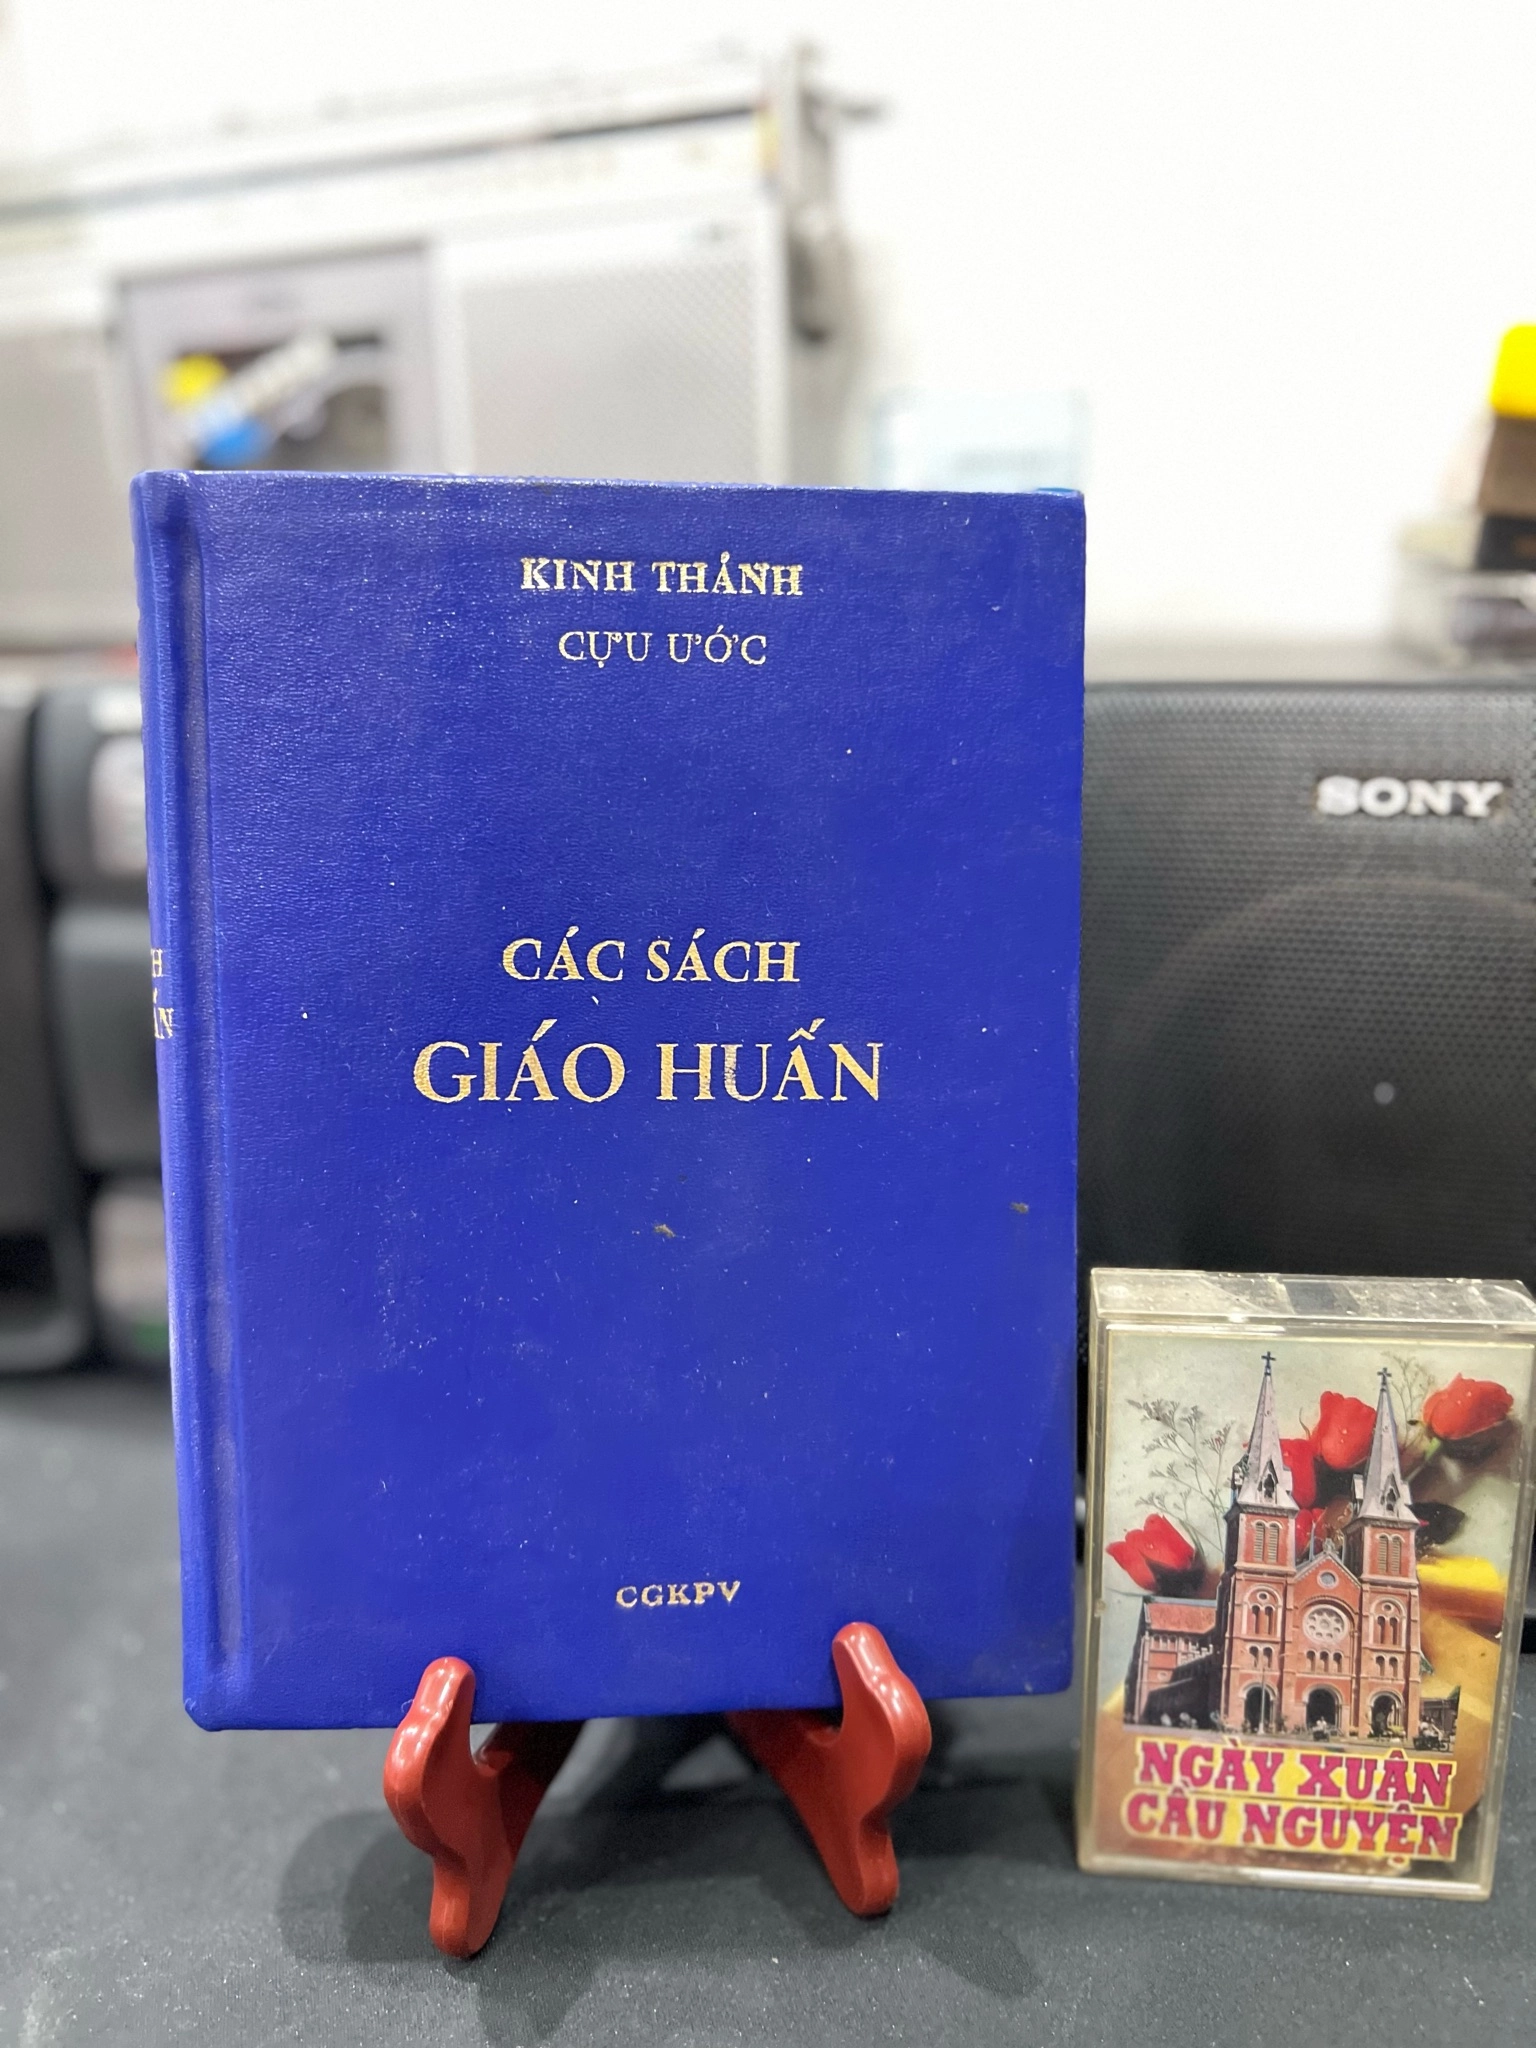 KINH THÁNH
CỰU ƯỚC
CÁC SÁCH
GIÁO HUẤN
CGKPV
SONY
NGÀY XUÂN
CẦU NGUYỆN